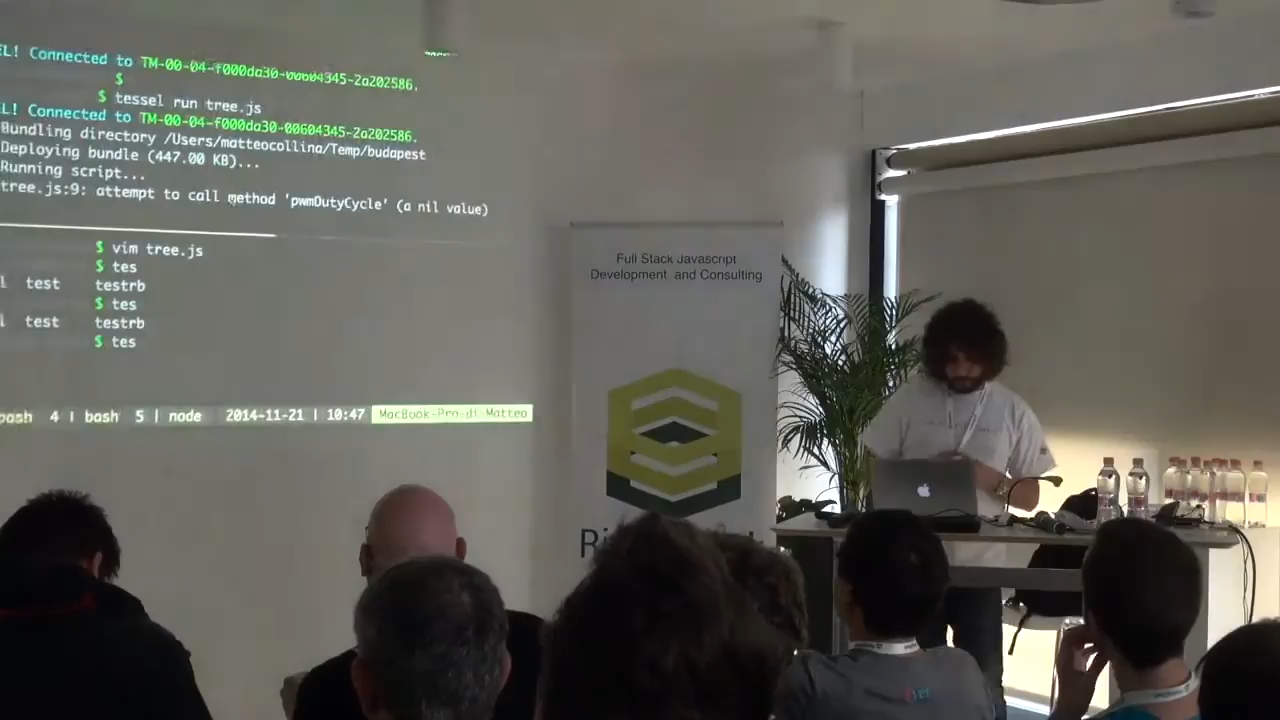 EL! Connected to TM-00-04-f000da30-00604345-2a202586.
$
$ tessel run tree.js
L! Connected to TM-00-04-f000da30-00604345-2a202586.
Bundling directory /Users/matteocollina/Temp/budapest
Deploying bundle (447.00 KB)...
Running script...
tree.js:9: attempt to call method 'pwmDutyCycle' (a nil value)
$ vim tree.js
$ tes
l test testrb
$ tes
l test testrb
$ tes
bash 4 | bash 5 | node 2014-11-21 | 10:47 MacBook-Pro-di-Matteo
Full Stack Javascript
Development and Consulting